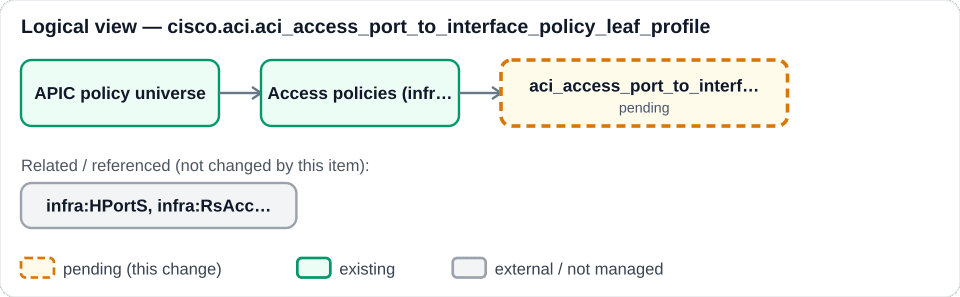 Logical view — cisco.aci.aci_access_port_to_interface_policy_leaf_profile
APIC policy universe
Access policies (infr…
aci_access_port_to_interf…
pending
Related / referenced (not changed by this item):
infra:HPortS, infra:RsAcc…
pending (this change)
existing
external / not managed